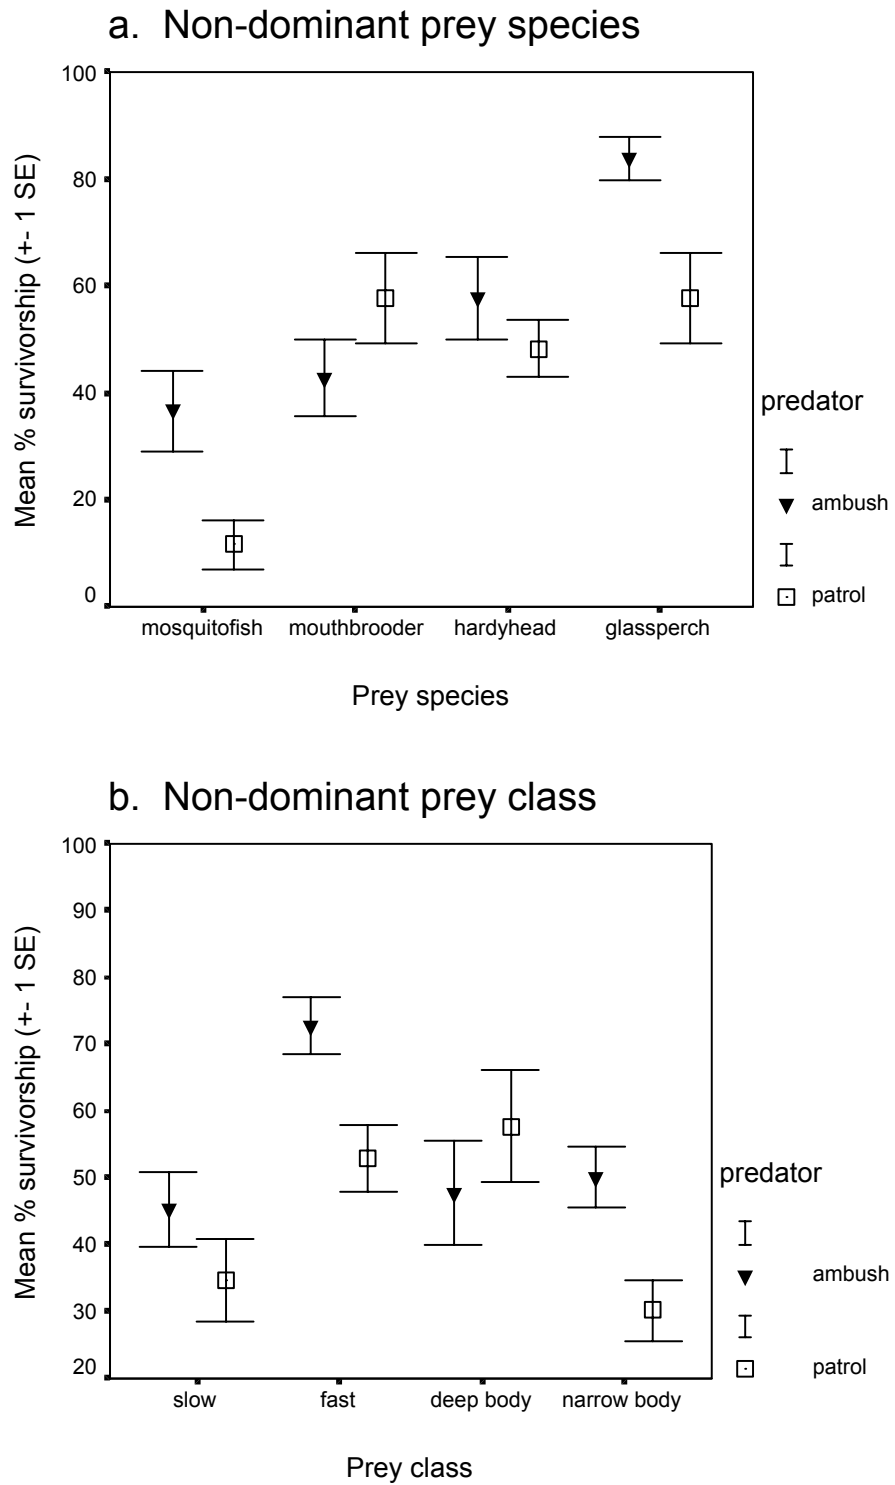 a. Non-dominant prey species
Mean % survivorship (+- 1 SE)
100
80
60
40
20
0
mosquitofish mouthbrooder hardyhead glassperch
Prey species
predator
ambush
patrol
b. Non-dominant prey class
Mean % survivorship (+- 1 SE)
100
90
80
70
60
50
40
30
20
slow fast deep body narrow body
Prey class
predator
ambush
patrol